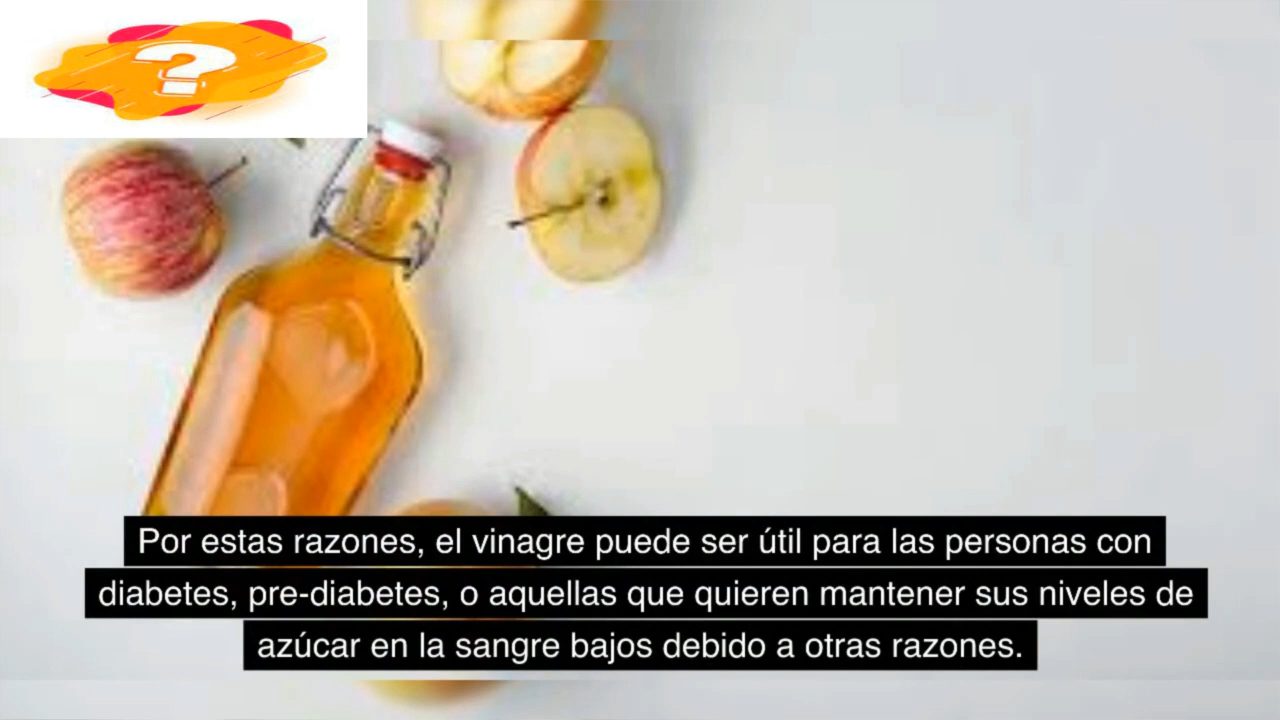 ?
Por estas razones, el vinagre puede ser útil para las personas con
diabetes, pre-diabetes, o aquellas que quieren mantener sus niveles de
azúcar en la sangre bajos debido a otras razones.